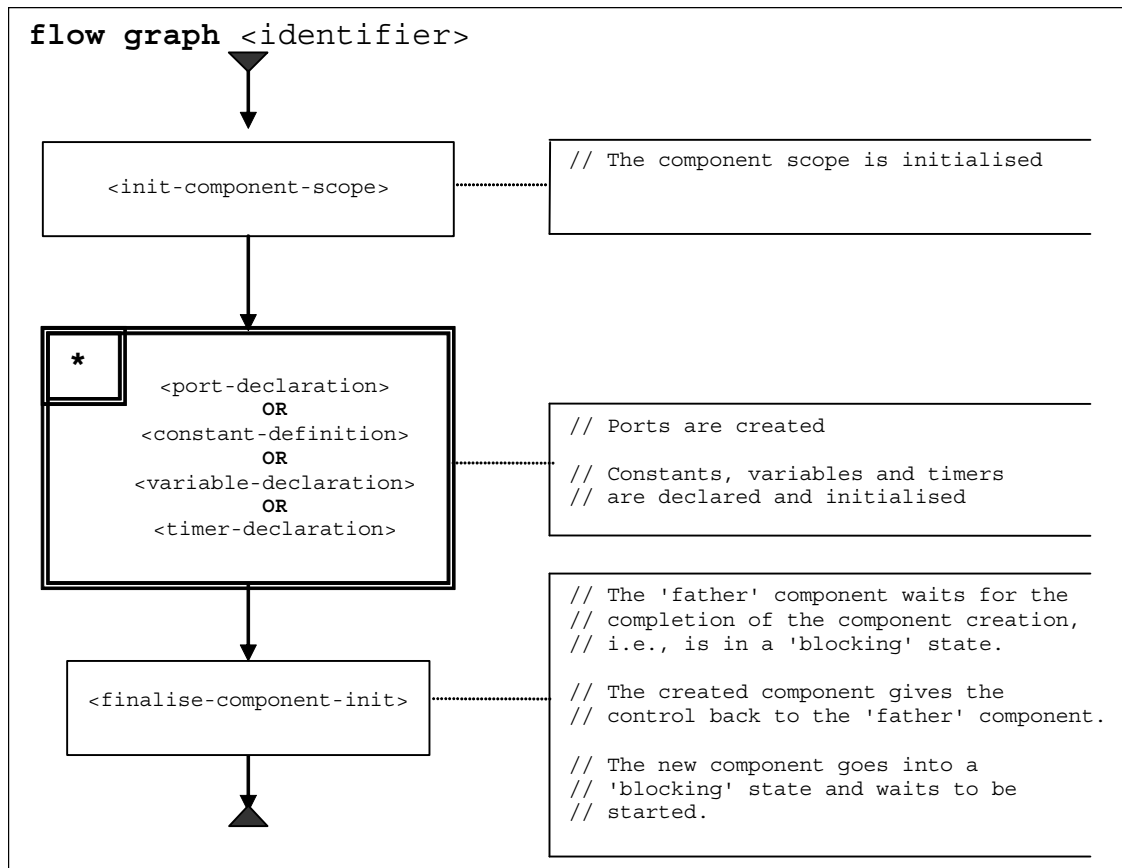 flow graph <identifier>
<init-component-scope>
// The component scope is initialised
*
<port-declaration>
OR
<constant-definition>
OR
<variable-declaration>
OR
<timer-declaration>
// Ports are created
// Constants, variables and timers
// are declared and initialised
<finalise-component-init>
// The 'father' component waits for the
// completion of the component creation,
// i.e., is in a 'blocking' state.
// The created component gives the
// control back to the 'father' component.
// The new component goes into a
// 'blocking' state and waits to be
// started.